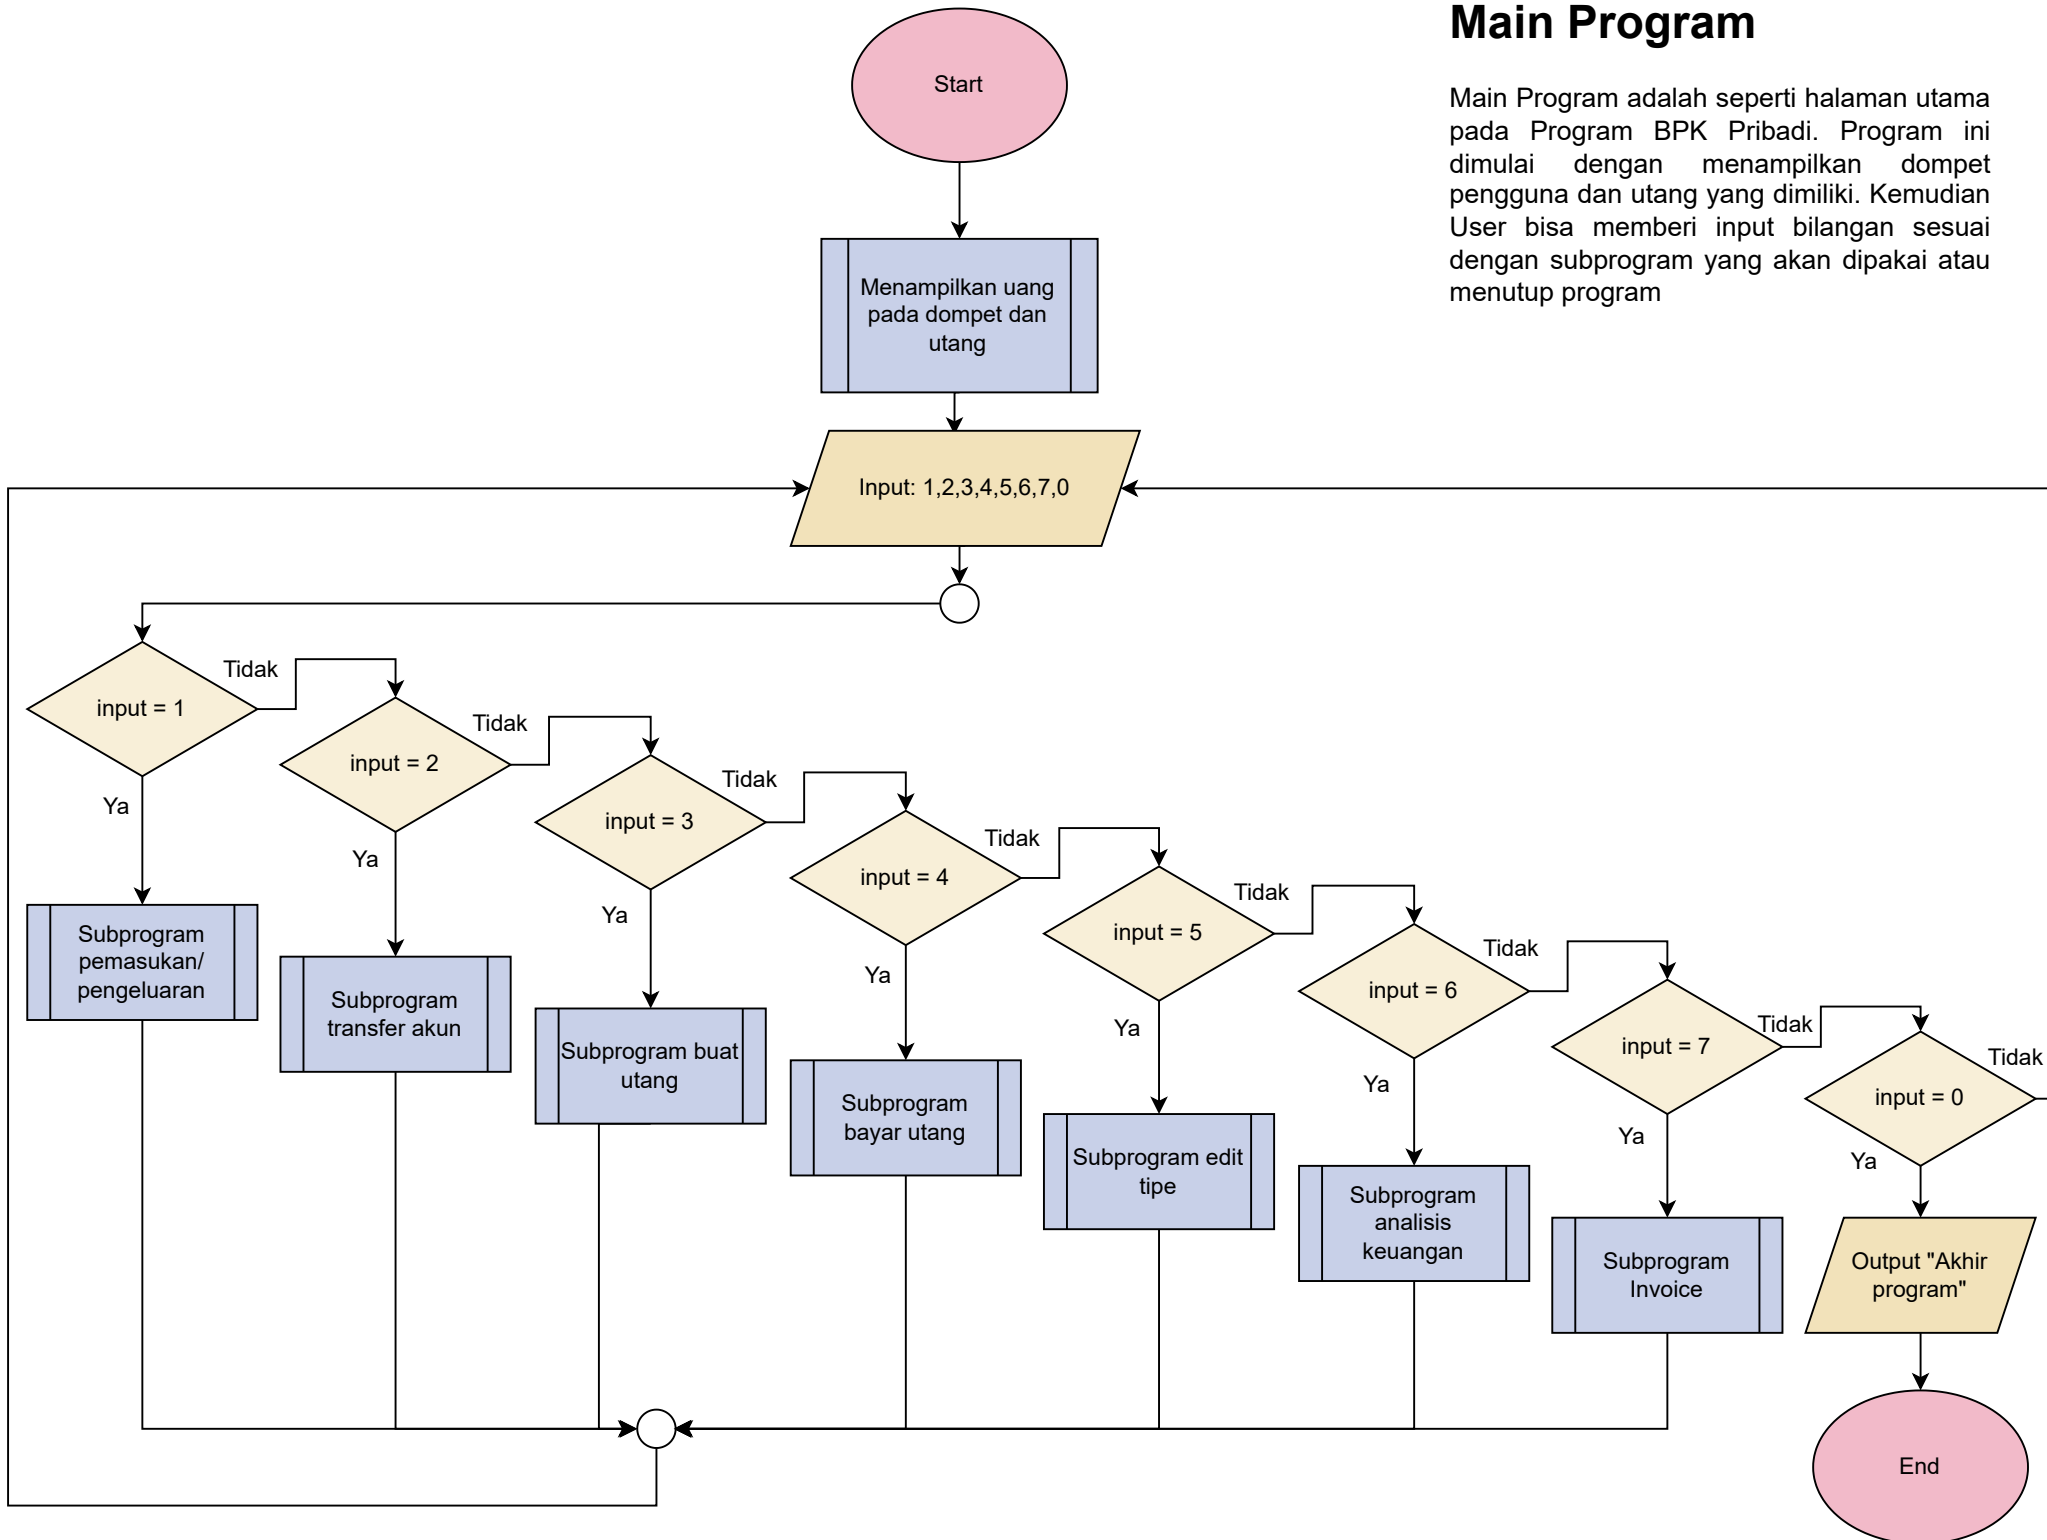 Main Program
Main Program adalah seperti halaman utama
pada Program BPK Pribadi. Program ini
dimulai dengan menampilkan dompet
pengguna dan utang yang dimiliki. Kemudian
User bisa memberi input bilangan sesuai
dengan subprogram yang akan dipakai atau
menutup program
Start
Menampilkan uang
pada dompet dan
utang
Input: 1,2,3,4,5,6,7,0
input = 1
Tidak
Ya
Subprogram
pemasukan/
pengeluaran
input = 2
Tidak
Ya
Subprogram
transfer akun
input = 3
Tidak
Ya
Subprogram buat
utang
input = 4
Tidak
Ya
Subprogram
bayar utang
input = 5
Tidak
Ya
Subprogram edit
tipe
input = 6
Tidak
Ya
Subprogram
analisis
keuangan
input = 7
Tidak
Ya
Subprogram
Invoice
input = 0
Tidak
Ya
Output "Akhir
program"
End